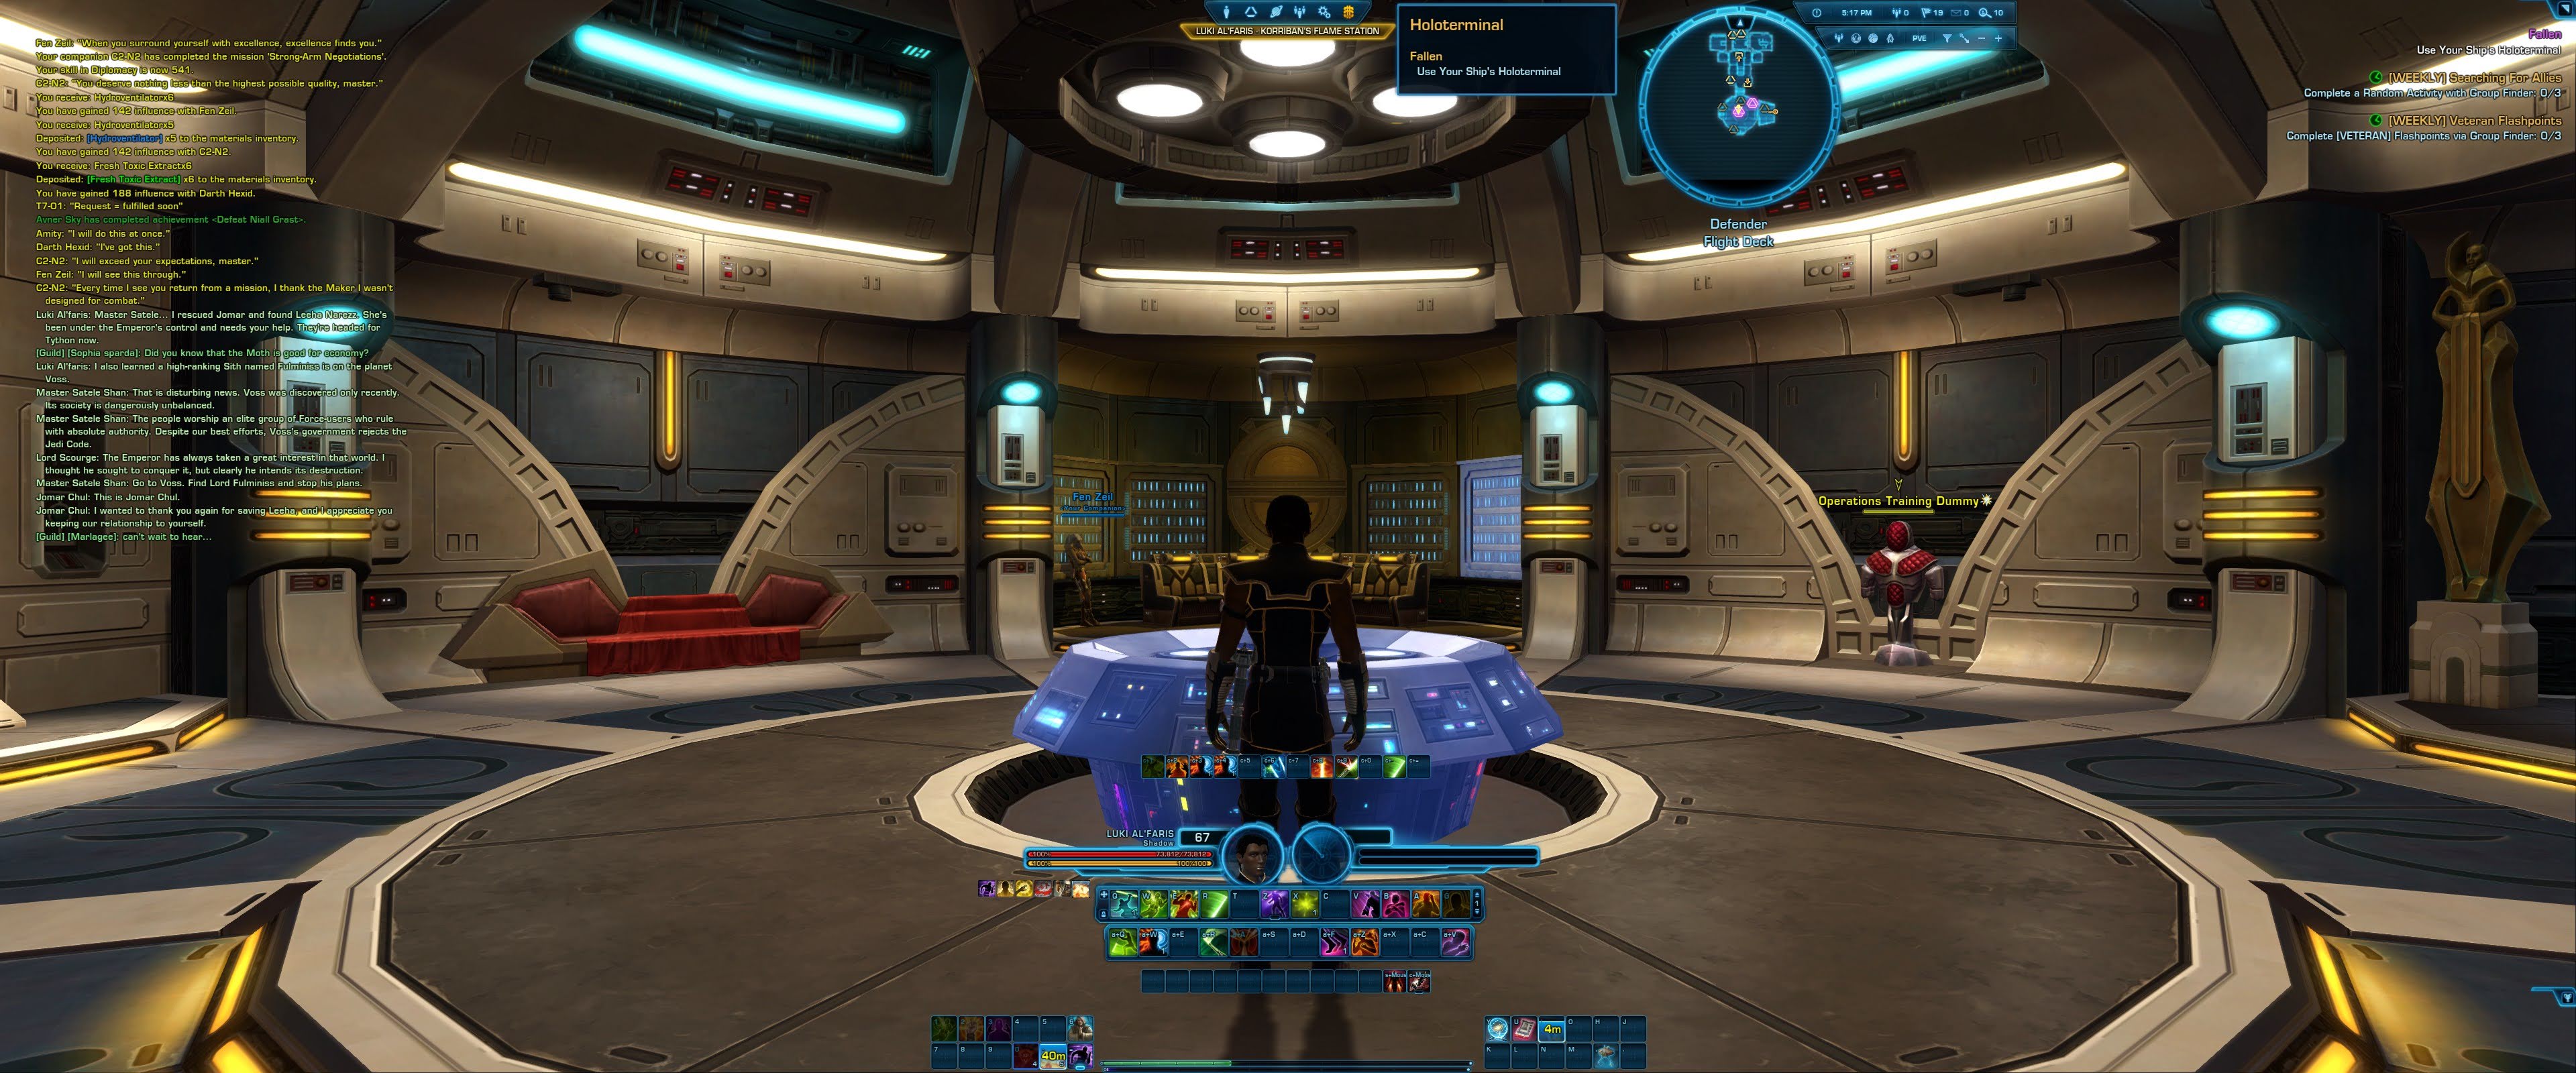 Fen Zeil: "When you surround yourself with excellence, excellence finds you."
Your companion C2-N2 has completed the mission 'Strong-Arm Negotiations'.
Your skill in Diplomacy is now 541.
C2-N2: "You deserve nothing less than the highest possible quality, master."
You receive: Hydroventilatorx6
You have gained 142 influence with Fen Zeil.
You receive: Hydroventilatorx5
Deposited: [Hydroventilator] x5 to the materials inventory.
You have gained 142 influence with C2-N2.
You receive: Fresh Toxic Extractx6
Deposited: [Fresh Toxic Extract] x6 to the materials inventory.
You have gained 188 influence with Darth Hexid.
T7-01: "Request = fulfilled soon"
Avner Sky has completed achievement <Defeat Niall Grast>.
Amity: "I will do this at once."
Darth Hexid: "I've got this."
C2-N2: "I will exceed your expectations, master."
Fen Zeil: "I will see this through."
C2-N2: "Every time I see you return from a mission, I thank the Maker I wasn't
designed for combat."
Luki Al'faris: Master Satele... I rescued Jomar and found Leeha Narezz. She's
been under the Emperor's control and needs your help. They're headed for
Tython now.
[Guild] [Sophia sparda]: Did you know that the Moth is good for economy?
Luki Al'faris: I also learned a high-ranking Sith named Fulminiss is on the planet
Voss.
Master Satele Shan: That is disturbing news. Voss was discovered only recently.
Its society is dangerously unbalanced.
Master Satele Shan: The people worship an elite group of Force-users who rule
with absolute authority. Despite our best efforts, Voss's government rejects the
Jedi Code.
Lord Scourge: The Emperor has always taken a great interest in that world. I
thought he sought to conquer it, but clearly he intends its destruction.
Master Satele Shan: Go to Voss. Find Lord Fulminiss and stop his plans.
Jomar Chul: This is Jomar Chul.
Jomar Chul: I wanted to thank you again for saving Leeha, and I appreciate you
keeping our relationship to yourself.
[Guild] [Marlagee]: can't wait to hear...
LUKI AL'FARIS - KORRIBAN'S FLAME STATION
Holoterminal
Fallen
Use Your Ship's Holoterminal
5:17 PM
0
19
0
10
PVE
Defender
Flight Deck
Fallen
Use Your Ship's Holoterminal
[WEEKLY] Searching For Allies
Complete a Random Activity with Group Finder: 0/3
[WEEKLY] Veteran Flashpoints
Complete [VETERAN] Flashpoints via Group Finder: 0/3
Fen Zeil
Operations Training Dummy
c+5
c+7
c+0
LUKI AL'FARIS
Shadow
67
100%
73,812/73,812
100%
100/100
Q
W
R
T
Z
X
C
V
B
A
a+Q
a+W
a+E
a+S
a+D
a+F
a+Z
a+X
a+C
a+V
4
5
7
8
9
4
40m
U
4m
O
H
J
K
L
N
M